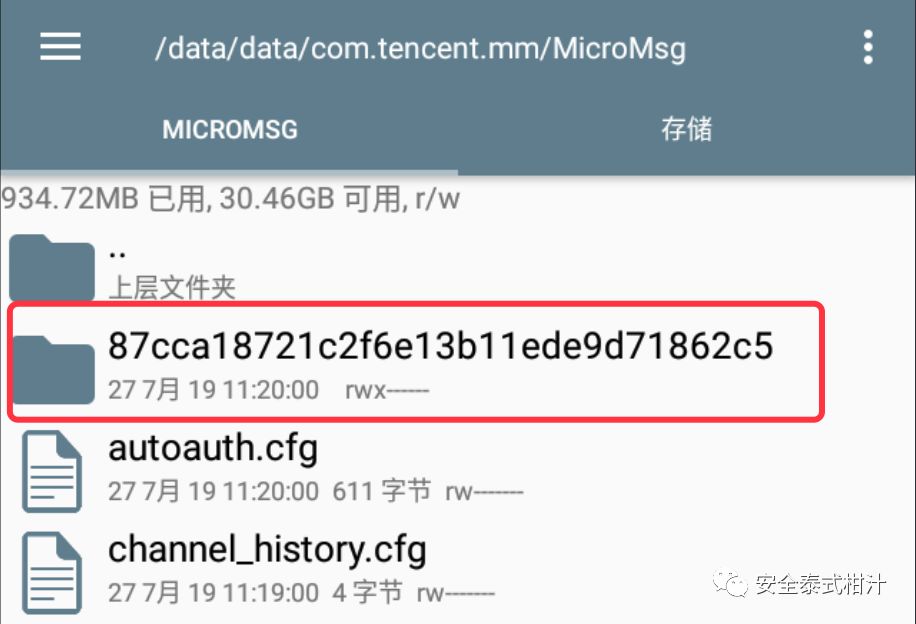 /data/data/com.tencent.mm/MicroMsg
MICROMSG 存储
934.72MB 已用, 30.46GB 可用, r/w
..
上层文件夹
87cca18721c2f6e13b11ede9d71862c5
27 7月 19 11:20:00 rwx------
autoauth.cfg
27 7月 19 11:20:00 611 字节 rw-------
channel_history.cfg
27 7月 19 11:19:00 4 字节 rw-------
安全泰式柑汁